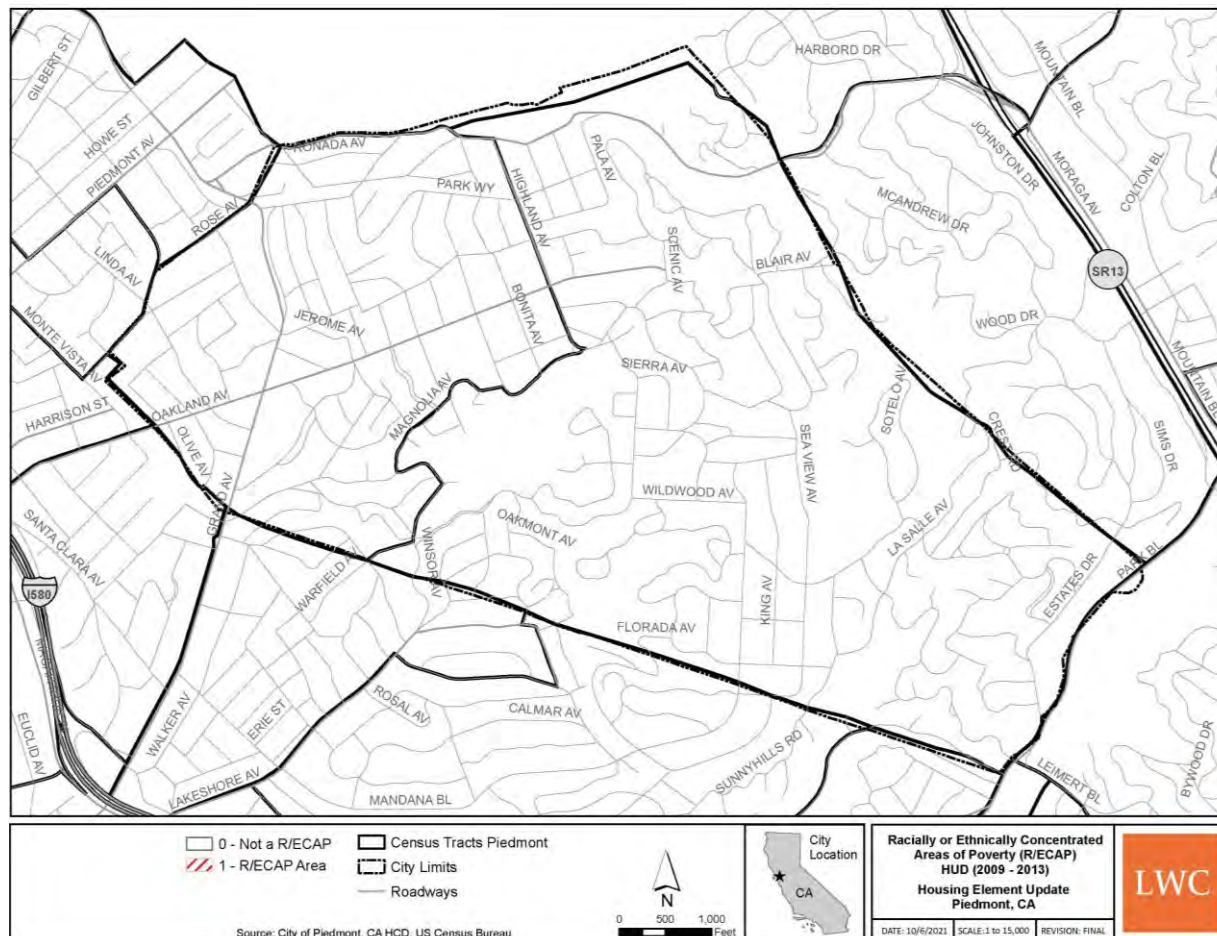 GILBERT ST
HOWE ST
PIEDMONT AV
HARBORD DR
MOUNTAIN BL
JOHNSTON DR
MORAGA AV
COLTON BL
RONADA AV
PARK WY
HIGHLAND AV
PALA AV
ROSE AV
MCANDREW DR
LINDA AV
SCENIC AV
BLAIR AV
SR13
MONTE VISTA AV
JEROME AV
BONITA AV
WOOD DR
MOUNTAIN BL
HARRISON ST
OAKLAND AV
MAGNOLIA AV
SIERRA AV
SOTELO AV
OLIVE AV
SEA VIEW AV
CREST RD
SIMS DR
GRAND AV
WILDWOOD AV
SANTA CLARA AV
WINSOR AV
OAKMONT AV
LA SALLE AV
I580
WARFIELD
KING AV
ESTATES DR
PARK BL
FLORADA AV
WALKER AV
ERIE ST
ROSAL AV
CALMAR AV
EUCLID AV
SUNNYHILLS RD
LEIMERT BL
BYWOOD DR
LAKESHORE AV
MANDANA BL
0 - Not a R/ECAP
1 - R/ECAP Area
Census Tracts Piedmont
City Limits
Roadways
Source: City of Piedmont, CA HCD, US Census Bureau
N
0 500 1,000
Feet
City
Location
CA
Racially or Ethnically Concentrated
Areas of Poverty (R/ECAP)
HUD (2009 - 2013)
Housing Element Update
Piedmont, CA
DATE: 10/6/2021 SCALE:1 to 15,000 REVISION: FINAL
LWC